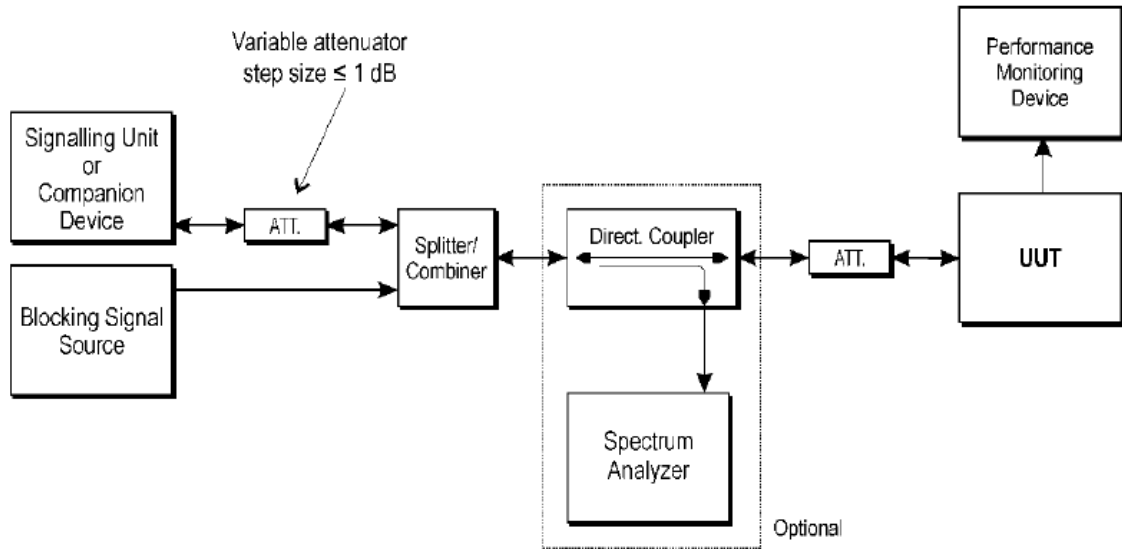 Variable attenuator
step size ≤ 1 dB
Performance
Monitoring
Device
Signalling Unit
or
Companion
Device
ATT.
Splitter/
Combiner
Direct. Coupler
ATT.
UUT
Blocking Signal
Source
Spectrum
Analyzer
Optional